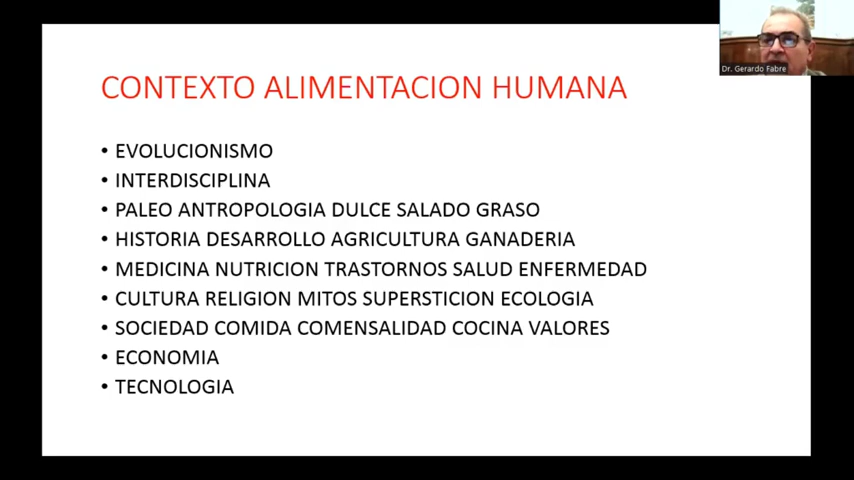 Dr. Gerardo Fabre
CONTEXTO ALIMENTACION HUMANA
• EVOLUCIONISMO
• INTERDISCIPLINA
• PALEO ANTROPOLOGIA DULCE SALADO GRASO
• HISTORIA DESARROLLO AGRICULTURA GANADERIA
• MEDICINA NUTRICION TRASTORNOS SALUD ENFERMEDAD
• CULTURA RELIGION MITOS SUPERSTICION ECOLOGIA
• SOCIEDAD COMIDA COMENSALIDAD COCINA VALORES
• ECONOMIA
• TECNOLOGIA